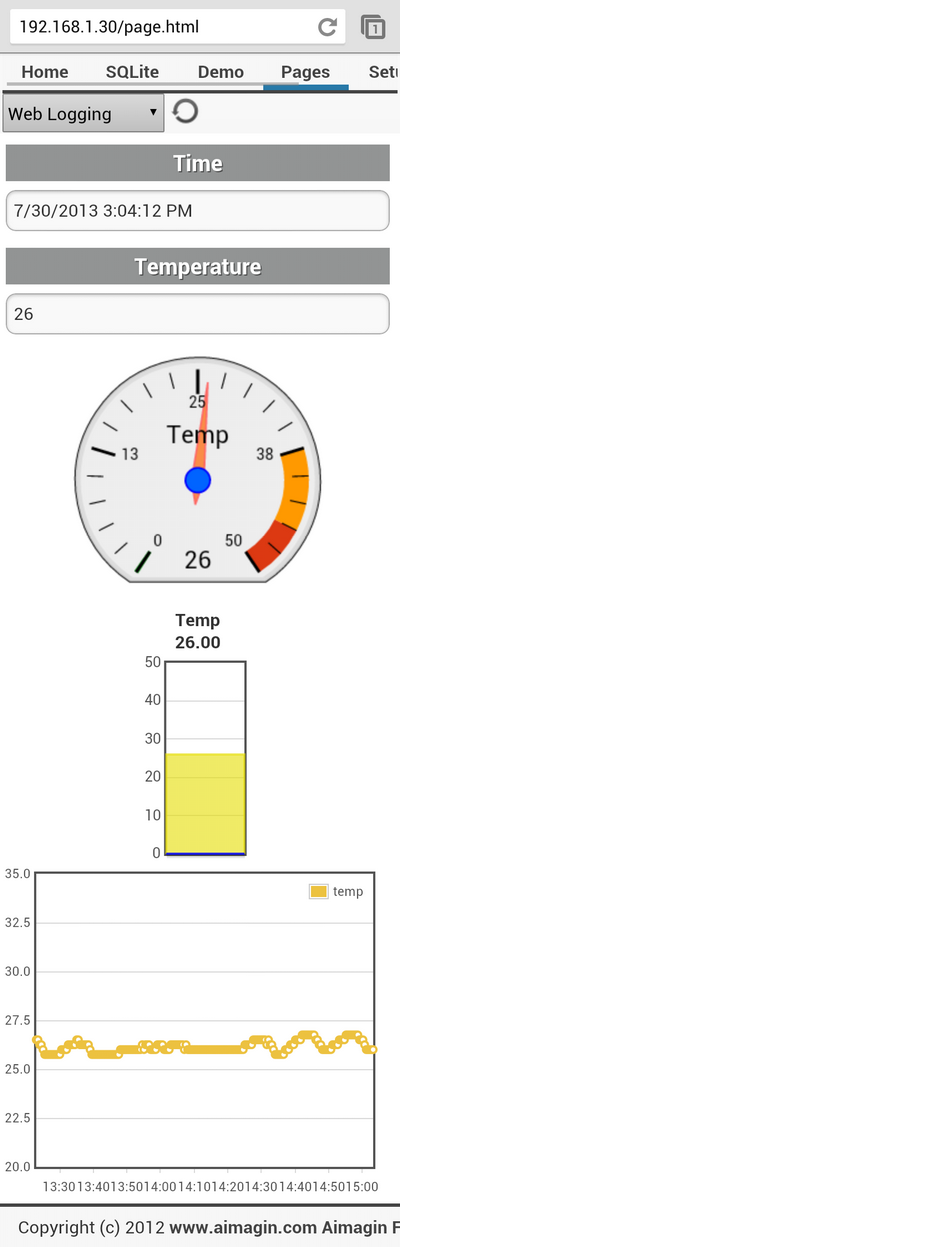 192.168.1.30/page.html
1
Home SQLite Demo Pages Setu
Web Logging
Time
7/30/2013 3:04:12 PM
Temperature
26
25
Temp
13 38
0 50
26
Temp
26.00
50
40
30
20
10
0
35.0
temp
32.5
30.0
27.5
25.0
22.5
20.0
13:30 13:40 13:50 14:00 14:10 14:20 14:30 14:40 14:50 15:00
Copyright (c) 2012 www.aimagin.com Aimagin F